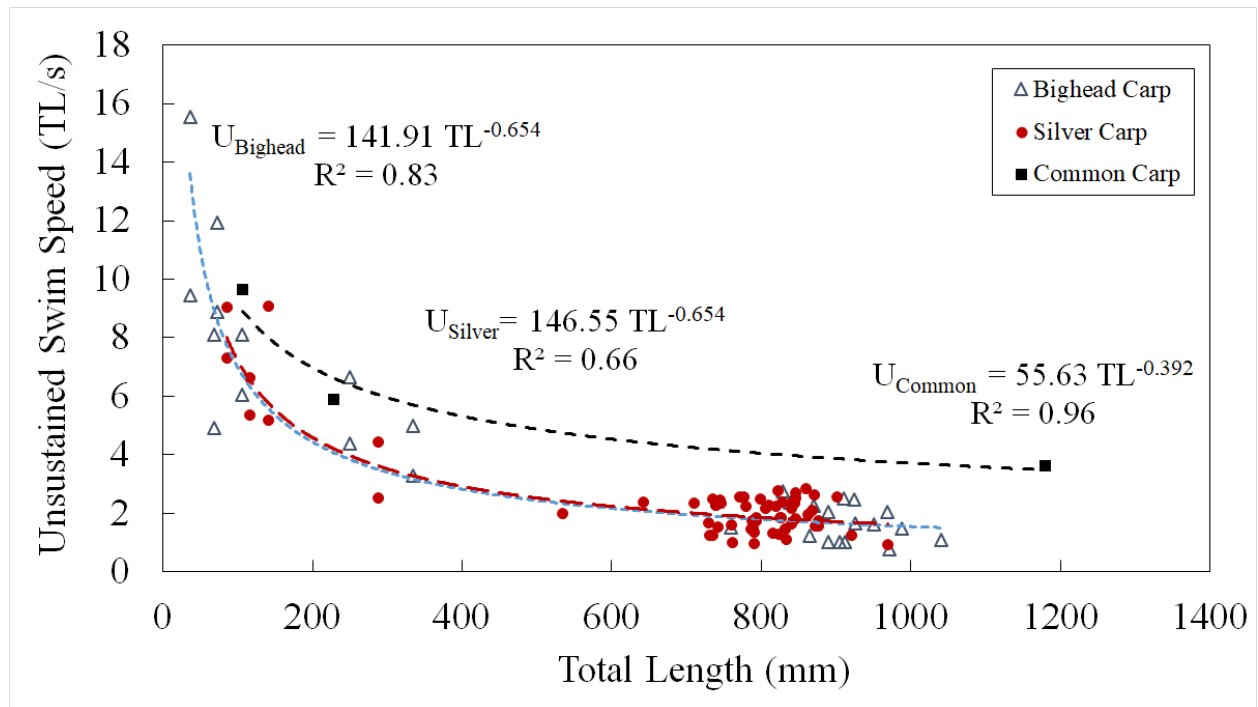 Unsustained Swim Speed (TL/s)
18
16
14
12
10
8
6
4
2
0
U_Bighead = 141.91 TL^-0.654
R² = 0.83
U_Silver= 146.55 TL^-0.654
R² = 0.66
U_Common = 55.63 TL^-0.392
R² = 0.96
Bighead Carp
Silver Carp
Common Carp
0 200 400 600 800 1000 1200 1400
Total Length (mm)